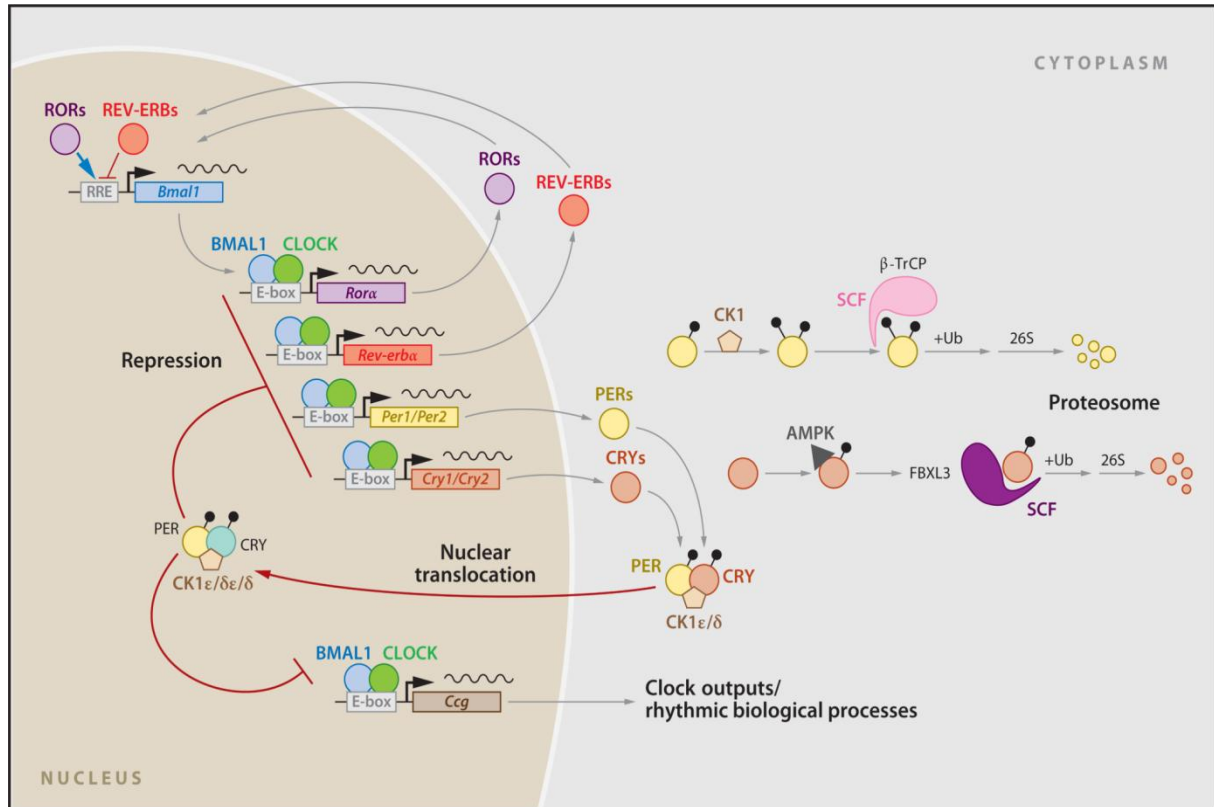 CYTOPLASM
RORs REV-ERBs
RRE Bmal1
RORs
REV-ERBs
BMAL1 CLOCK
E-box Rorα
β-TrCP
SCF
CK1
+Ub 26S
Repression
E-box Rev-erbα
PERs
E-box Per1/Per2
Proteosome
AMPK
CRYs
E-box Cry1/Cry2
FBXL3
+Ub 26S
SCF
PER
CRY
CK1ε/δε/δ
Nuclear
translocation
PER
CRY
CK1ε/δ
BMAL1 CLOCK
E-box Ccg
Clock outputs/
rhythmic biological processes
NUCLEUS